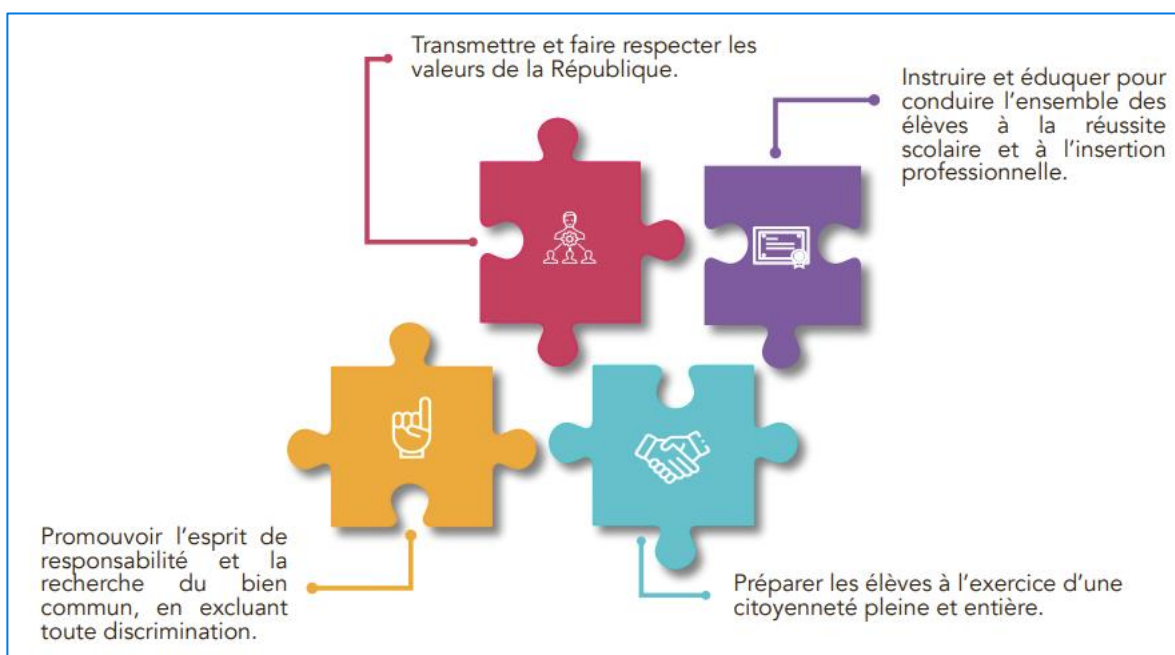 Transmettre et faire respecter les
valeurs de la République.
Instruire et éduquer pour
conduire l’ensemble des
élèves à la réussite
scolaire et à l’insertion
professionnelle.
Promouvoir l’esprit de
responsabilité et la
recherche du bien
commun, en excluant
toute discrimination.
Préparer les élèves à l’exercice d’une
citoyenneté pleine et entière.